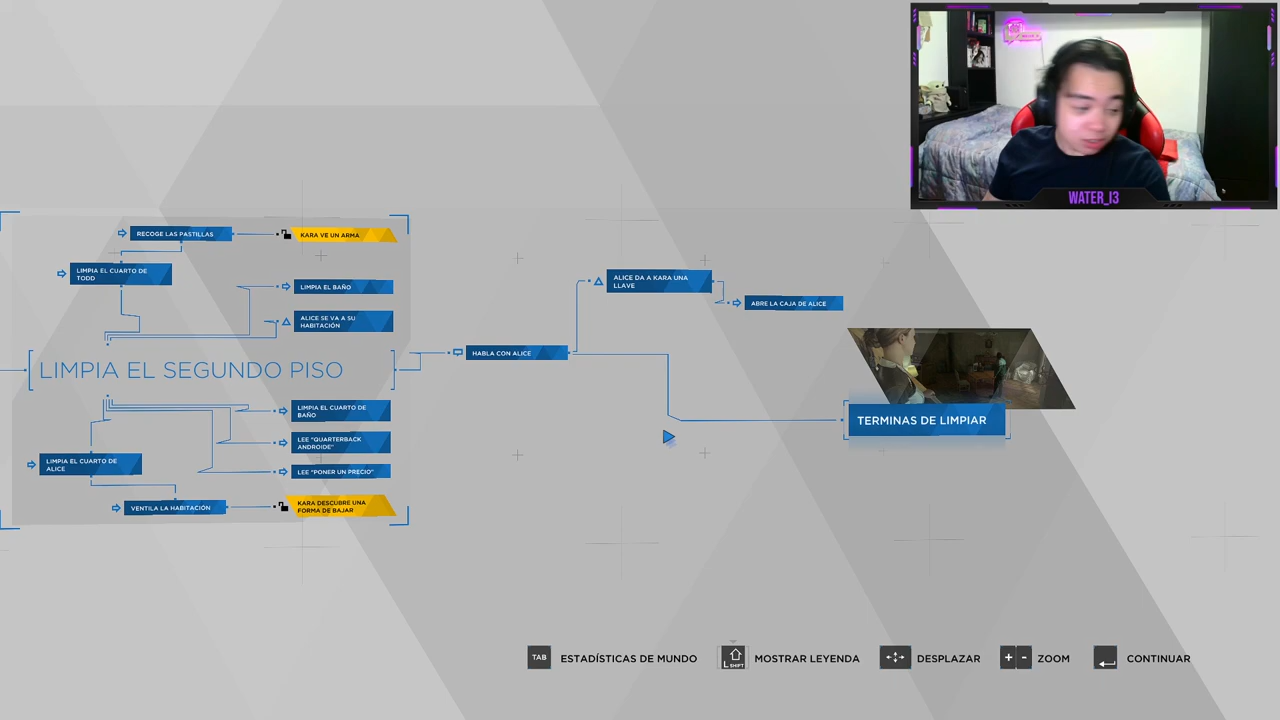 WATER_I3
RECOGE LAS PASTILLAS
KARA VE UN ARMA
LIMPIA EL CUARTO DE
TODD
LIMPIA EL BAÑO
ALICE SE VA A SU
HABITACIÓN
LIMPIA EL SEGUNDO PISO
LIMPIA EL CUARTO DE
BAÑO
LEE "QUARTERBACK
ANDROIDE"
LIMPIA EL CUARTO DE
ALICE
LEE "PONER UN PRECIO"
VENTILA LA HABITACIÓN
KARA DESCUBRE UNA
FORMA DE BAJAR
HABLA CON ALICE
ALICE DA A KARA UNA
LLAVE
ABRE LA CAJA DE ALICE
TERMINAS DE LIMPIAR
TAB ESTADÍSTICAS DE MUNDO
L SHIFT MOSTRAR LEYENDA
DESPLAZAR
+ - ZOOM
CONTINUAR